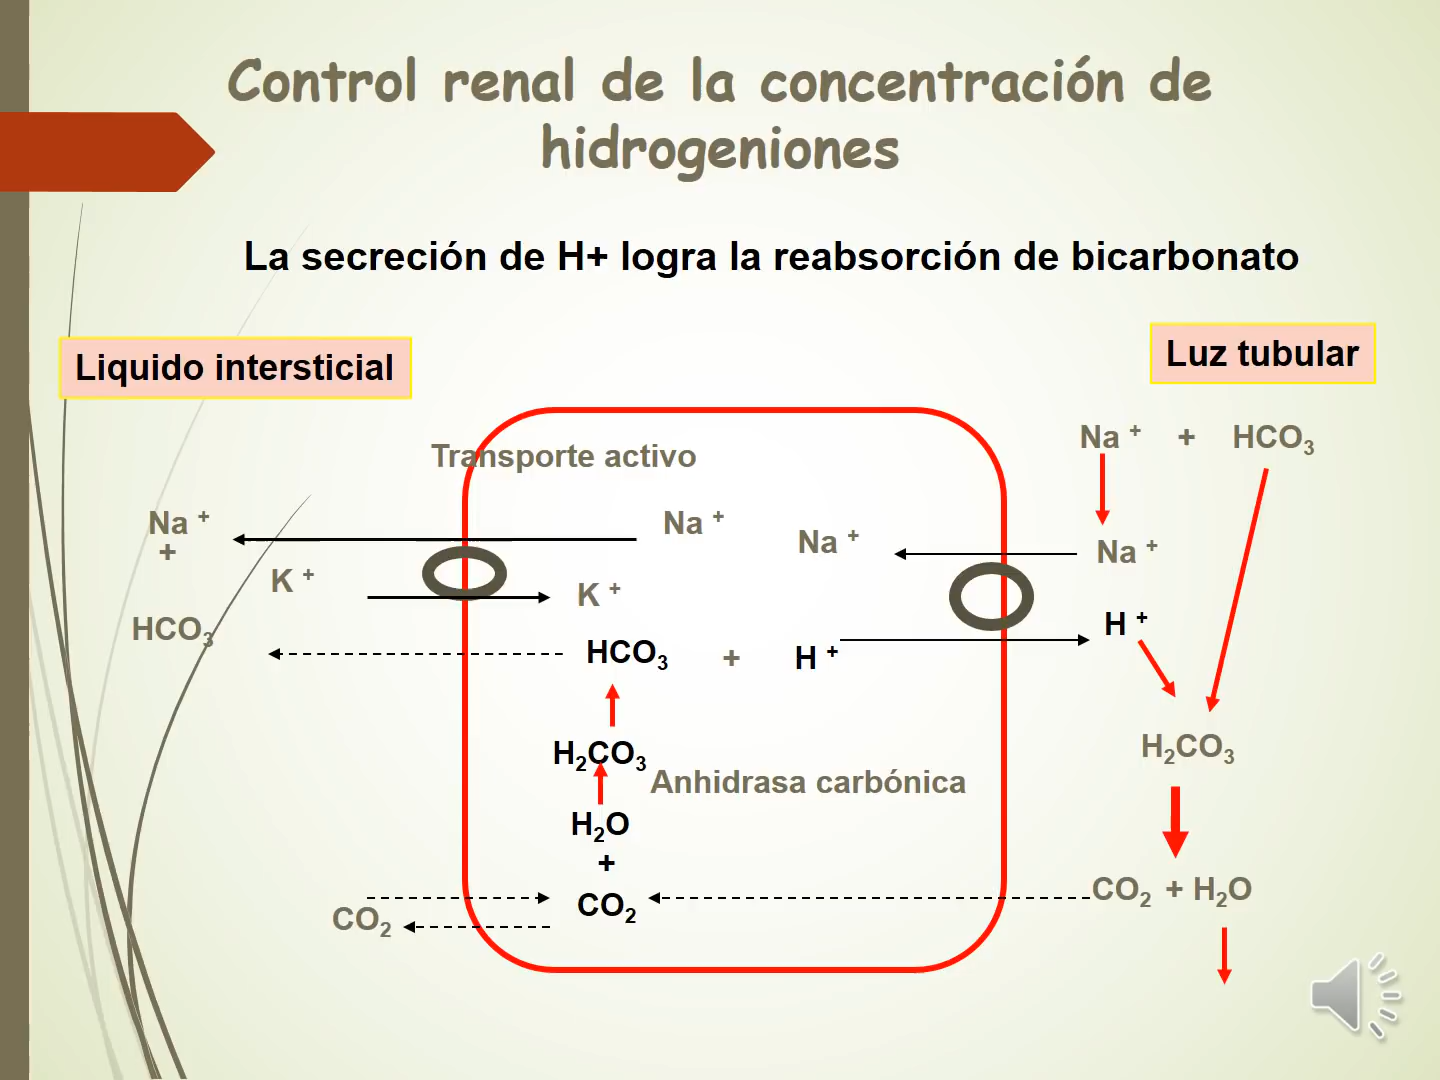 Control renal de la concentración de
hidrogeniones
La secreción de H+ logra la reabsorción de bicarbonato
Liquido intersticial
Luz tubular
Na + + HCO3
Transporte activo
Na +
+
K +
HCO3
Na +
K +
Na +
Na +
H +
HCO3 + H +
H2CO3
Anhidrasa carbónica
H2O
+
CO2
CO2
H2CO3
CO2 + H2O